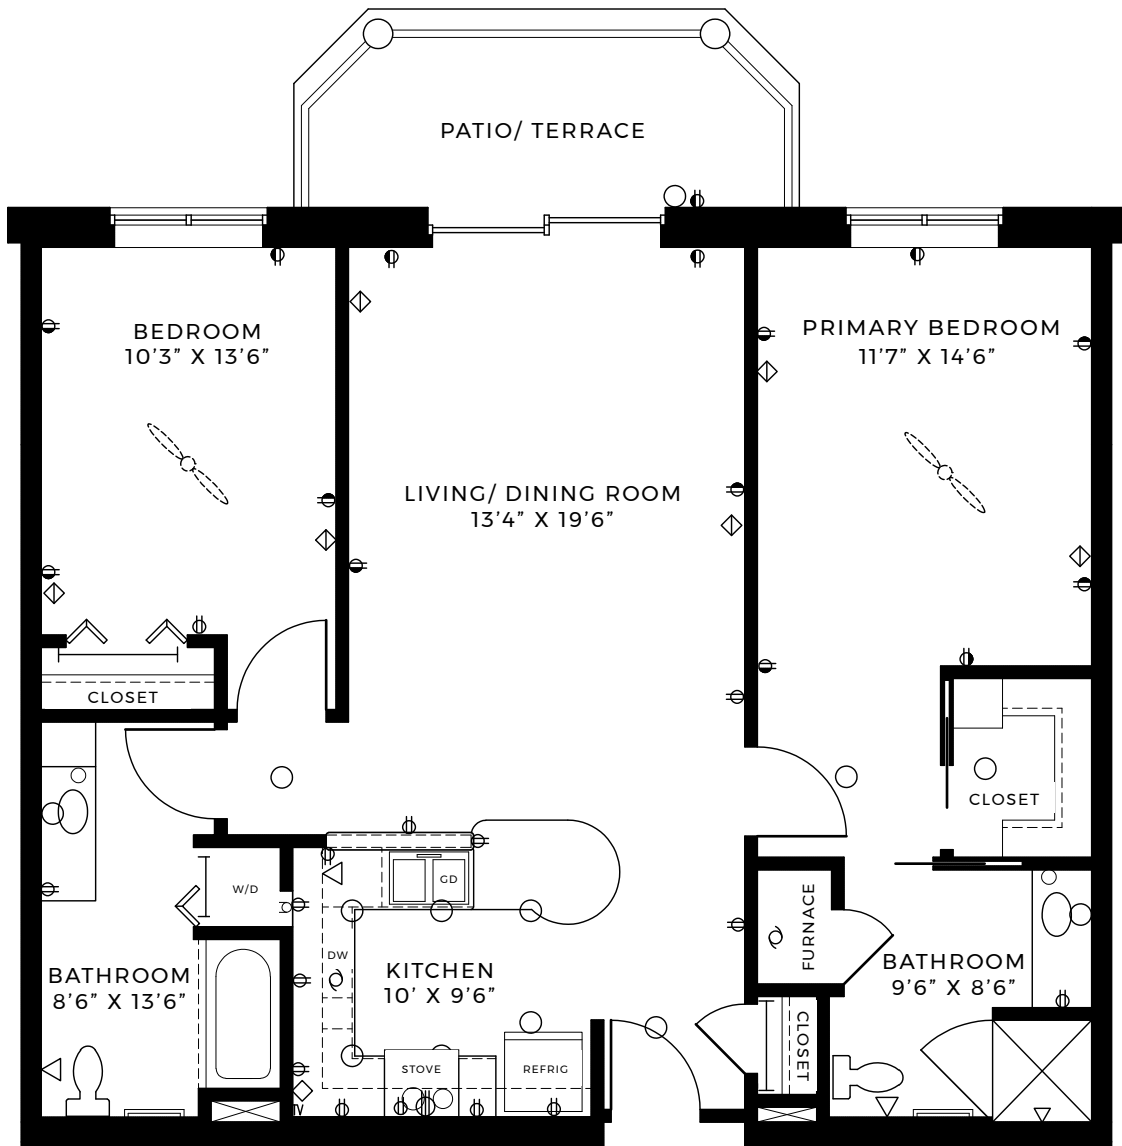 PATIO/ TERRACE
BEDROOM
10'3” X 13'6”
PRIMARY BEDROOM
11'7” X 14'6”
LIVING/ DINING ROOM
13'4” X 19'6”
CLOSET
CLOSET
W/D
GD
FURNACE
DW
BATHROOM
8'6” X 13'6”
KITCHEN
10' X 9'6”
BATHROOM
9'6” X 8'6”
CLOSET
STOVE
REFRIG
TV